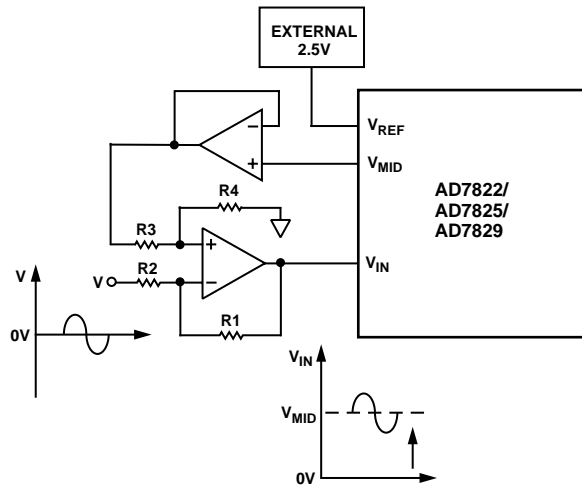 EXTERNAL
2.5V
VREF
VMID
R4
AD7822/
AD7825/
AD7829
R3
VIN
V
V
R2
0V
R1
VIN
VMID
0V